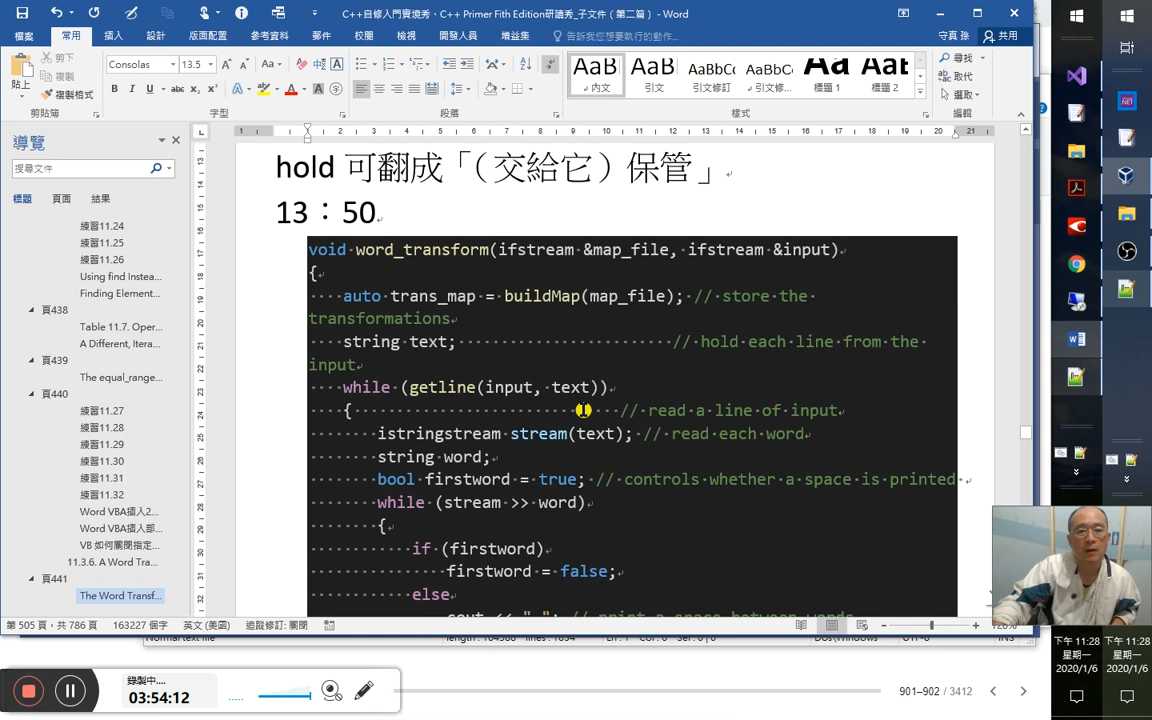 C++自修入門實境秀、C++ Primer Fith Edition研讀秀_子文件（第二篇） - Word
檔案 常用 插入 設計 版面配置 參考資料 郵件 校閱 檢視 開發人員 增益集 告訴我您想要執行的動作... 守真 孫 共用
貼上 剪下 複製 複製格式
Consolas 13.5
AaB AaB AaBbC AaBbC Aa Aat
內文 引文 引文修訂 引文修... 標題 1 標題 2
尋找 取代 選取
剪貼簿 字型 段落 樣式 編輯
導覽
搜尋文件
標題 頁面 結果
練習11.24
練習11.25
練習11.26
Using find Instea...
Finding Element...
頁438
Table 11.7. Oper...
A Different, Itera...
頁439
The equal_range...
頁440
練習11.27
練習11.28
練習11.29
練習11.30
練習11.31
練習11.32
Word VBA插入2...
Word VBA插入部...
VB 如何關閉指定...
11.3.6. A Word Tra...
頁441
The Word Transf...
hold 可翻成「（交給它）保管」
13：50
void word_transform(ifstream &map_file, ifstream &input)
{
auto trans_map = buildMap(map_file); // store the
transformations
string text; // hold each line from the
input
while (getline(input, text))
{ // read a line of input
istringstream stream(text); // read each word
string word;
bool firstword = true; // controls whether a space is printed
while (stream >> word)
{
if (firstword)
firstword = false;
else
cout << " "; // print a space between words
第 505 頁，共 786 頁 163227 個字 英文 (美國) 追蹤修訂: 關閉 120%
Normal text file
錄製中...
03:54:12
901–902 / 3412
下午 11:28
星期一
2020/1/6
下午 11:28
星期一
2020/1/6